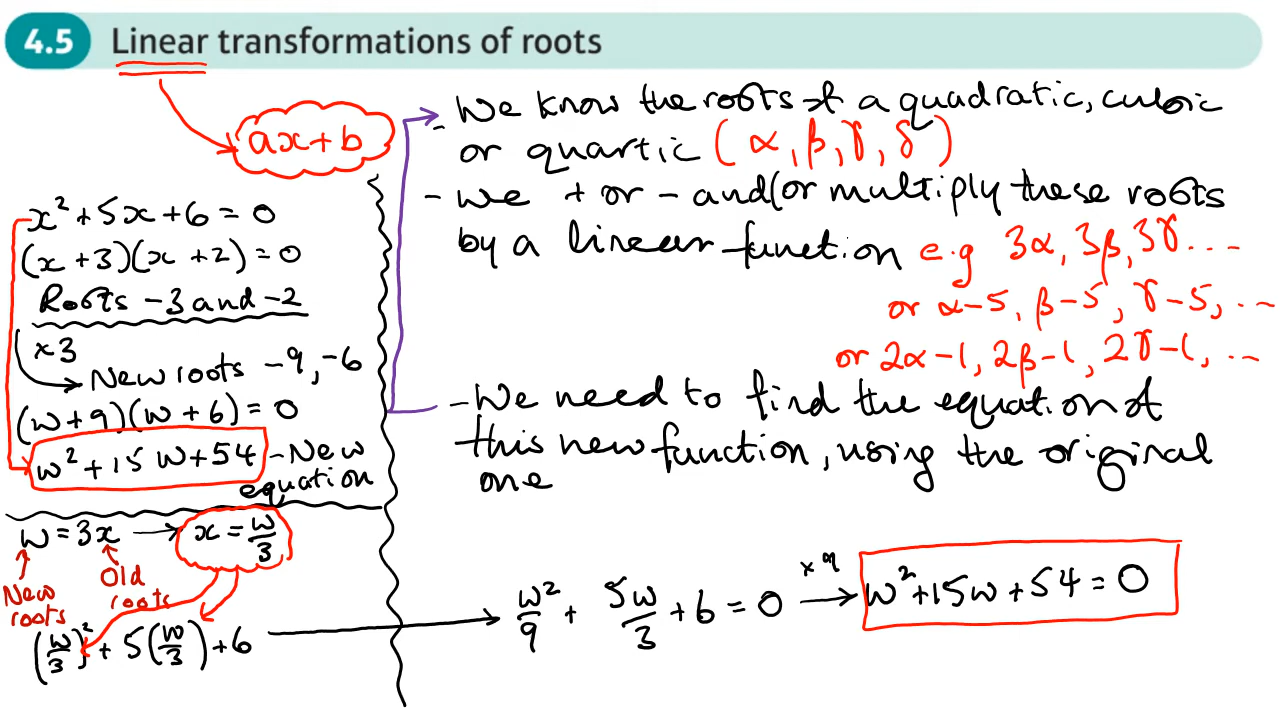 4.5 Linear transformations of roots
ax+b
- We know the roots of a quadratic, cubic
or quartic (α, β, γ, δ)
- We + or - and/or multiply these roots
by a linear function e.g 3α, 3β, 3γ ...
or α-5, β-5, γ-5, ...
or 2α-1, 2β-1, 2γ-1, ...
- We need to find the equation of
this new function, using the original
one
x² + 5x + 6 = 0
(x+3)(x+2) = 0
Roots -3 and -2
×3
New roots -9, -6
(w+9)(w+6) = 0
w² + 15w + 54 - New
equation
w = 3x → x = w/3
New
roots
Old
roots
(w/3)² + 5(w/3) + 6 → w²/9 + 5w/3 + 6 = 0 ×9 → w² + 15w + 54 = 0